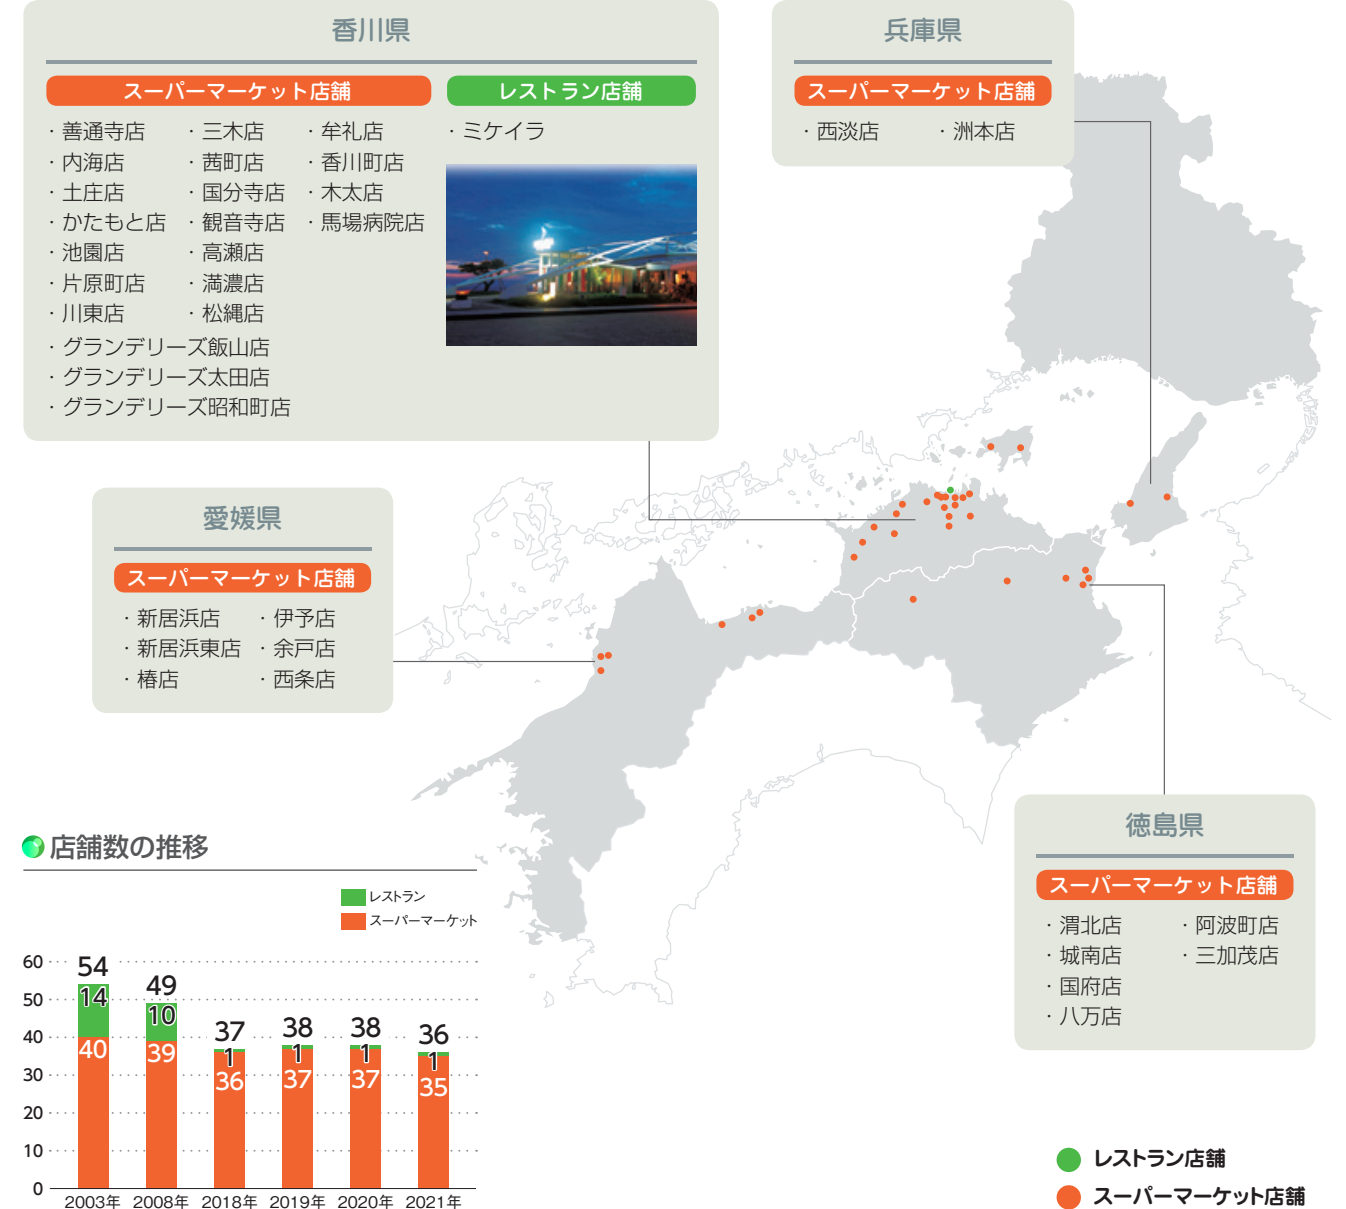 香川県
スーパーマーケット店舗
・善通寺店
・内海店
・土庄店
・かたもと店
・池園店
・片原町店
・川東店
・三木店
・茜町店
・国分寺店
・観音寺店
・高瀬店
・満濃店
・松縄店
・牟礼店
・香川町店
・木太店
・馬場病院店
・グランデリーズ飯山店
・グランデリーズ太田店
・グランデリーズ昭和町店
レストラン店舗
・ミケイラ
兵庫県
スーパーマーケット店舗
・西淡店
・洲本店
愛媛県
スーパーマーケット店舗
・新居浜店
・新居浜東店
・椿店
・伊予店
・余戸店
・西条店
徳島県
スーパーマーケット店舗
・渭北店
・城南店
・国府店
・八万店
・阿波町店
・三加茂店
店舗数の推移
レストラン
スーパーマーケット
60
50
40
30
20
10
0
54
14
40
49
10
39
37
1
36
38
1
37
38
1
37
36
1
35
2003年 2008年 2018年 2019年 2020年 2021年
レストラン店舗
スーパーマーケット店舗